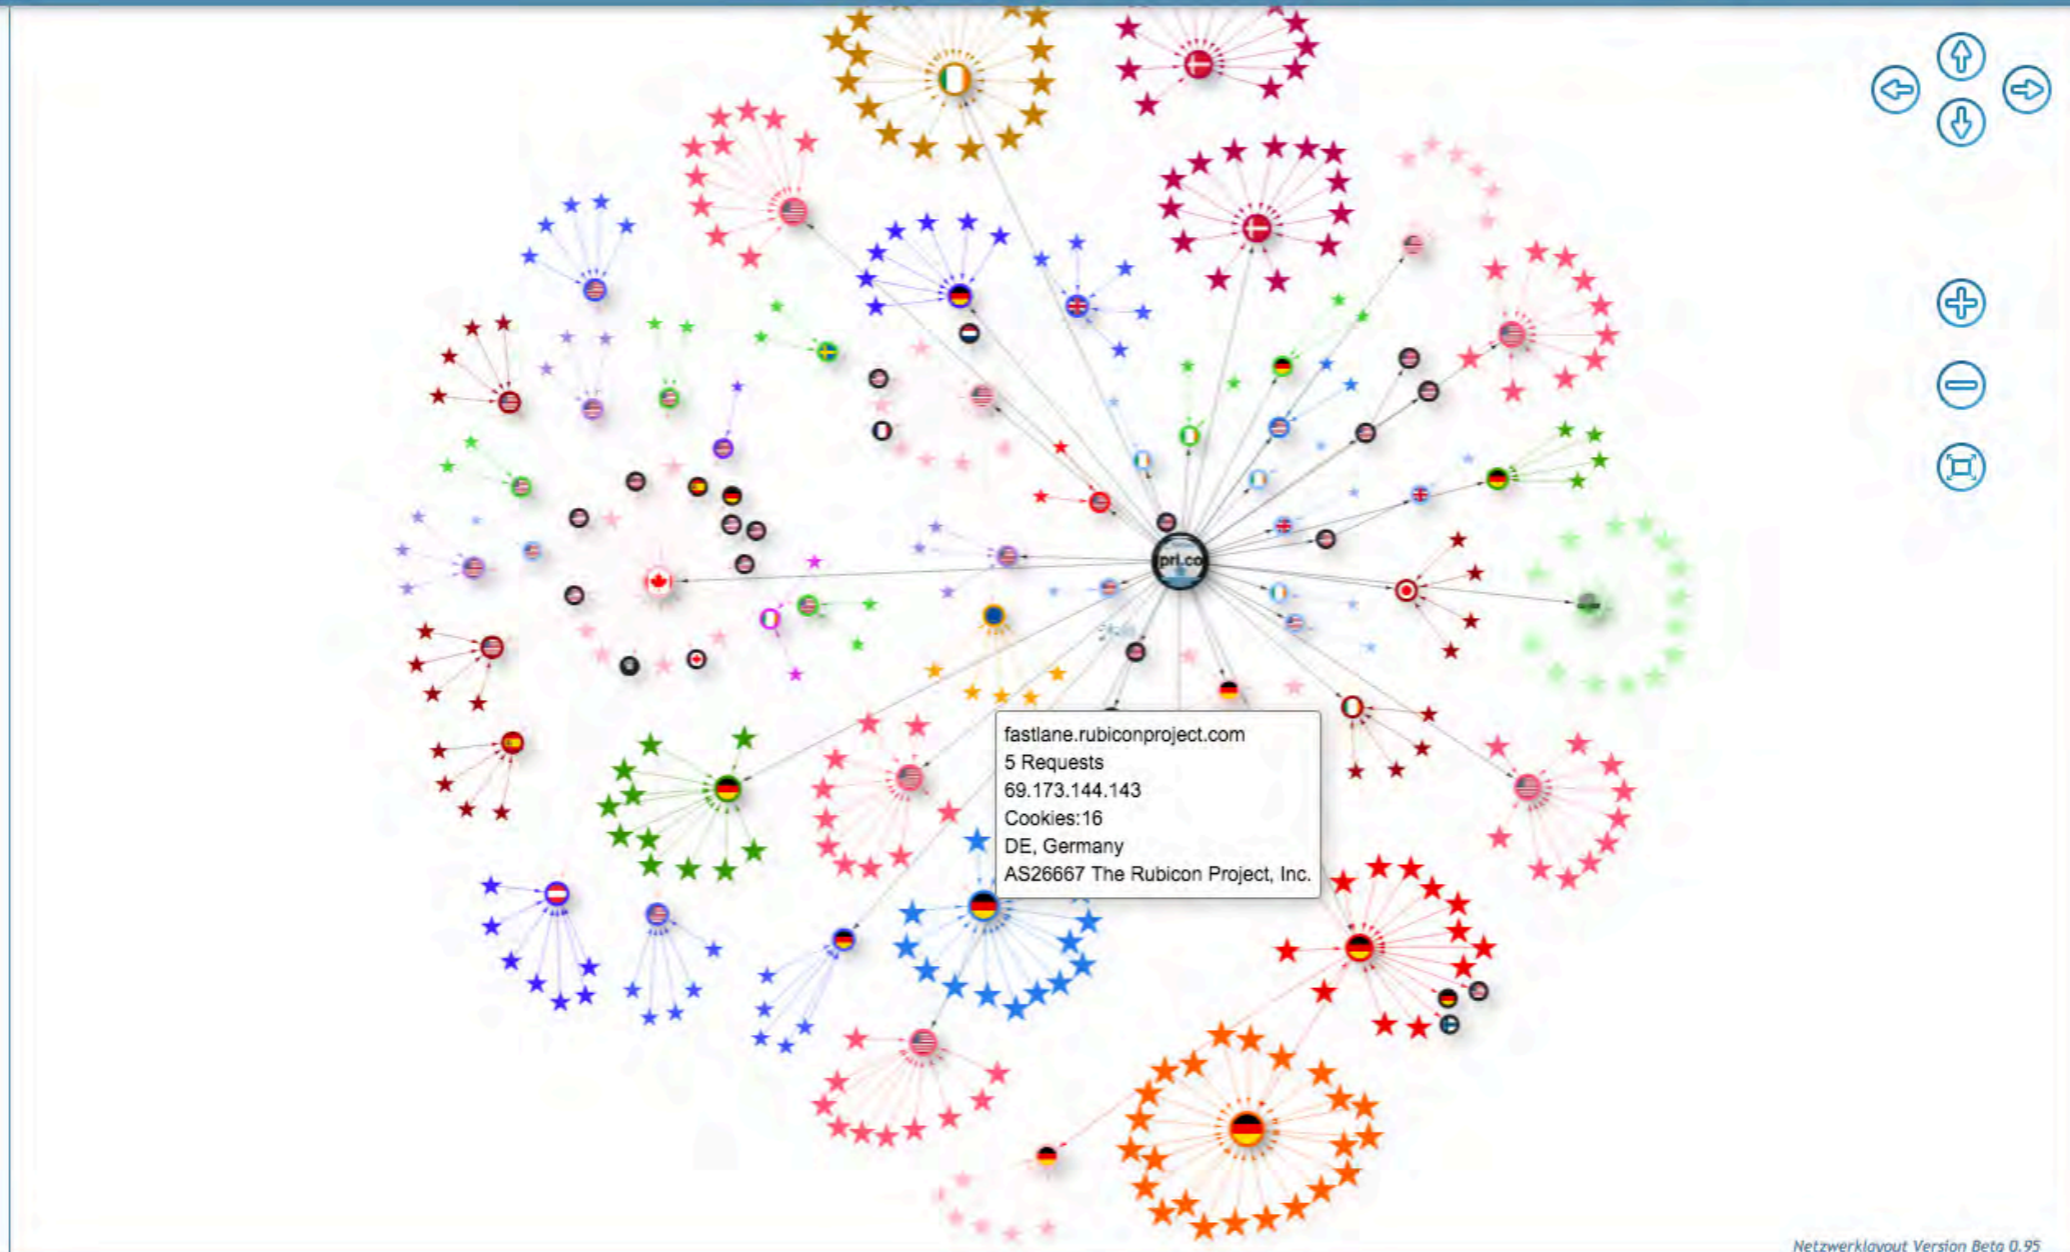 pri.co
fastlane.rubiconproject.com
5 Requests
69.173.144.143
Cookies:16
DE, Germany
AS26667 The Rubicon Project, Inc.
Netzwerklayout Version Beta 0.95